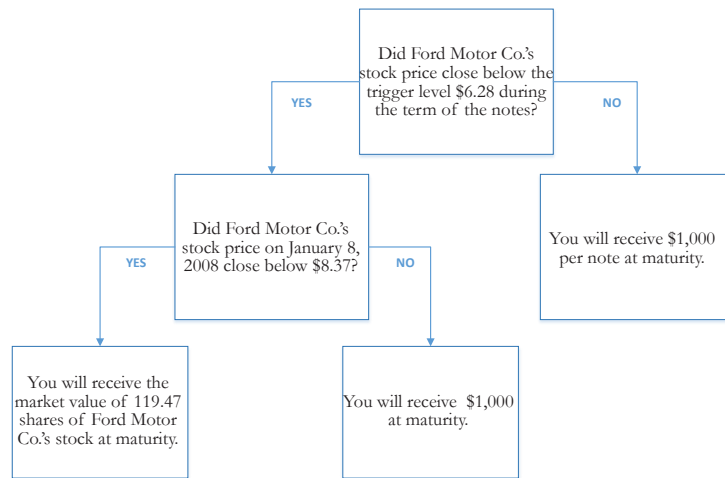 Did Ford Motor Co.'s
stock price close below the
trigger level $6.28 during
the term of the notes?
YES
NO
Did Ford Motor Co.'s
stock price on January 8,
2008 close below $8.37?
You will receive $1,000
per note at maturity.
YES
NO
You will receive the
market value of 119.47
shares of Ford Motor
Co.'s stock at maturity.
You will receive $1,000
at maturity.